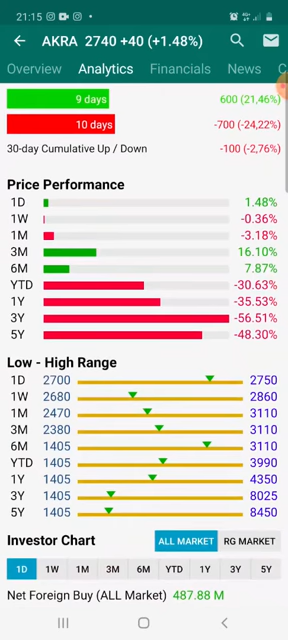 21:15
AKRA 2740 +40 (+1.48%)
Overview Analytics Financials News C
9 days 600 (21,46%)
10 days -700 (-24,22%)
30-day Cumulative Up / Down -100 (-2,76%)
Price Performance
1D 1.48%
1W -0.36%
1M -3.18%
3M 16.10%
6M 7.87%
YTD -30.63%
1Y -35.53%
3Y -56.51%
5Y -48.30%
Low - High Range
1D 2700 2750
1W 2680 2860
1M 2470 3110
3M 2380 3110
6M 1405 3110
YTD 1405 3990
1Y 1405 4350
3Y 1405 8025
5Y 1405 8450
Investor Chart ALL MARKET RG MARKET
1D 1W 1M 3M 6M YTD 1Y 3Y 5Y
Net Foreign Buy (ALL Market) 487.88 M